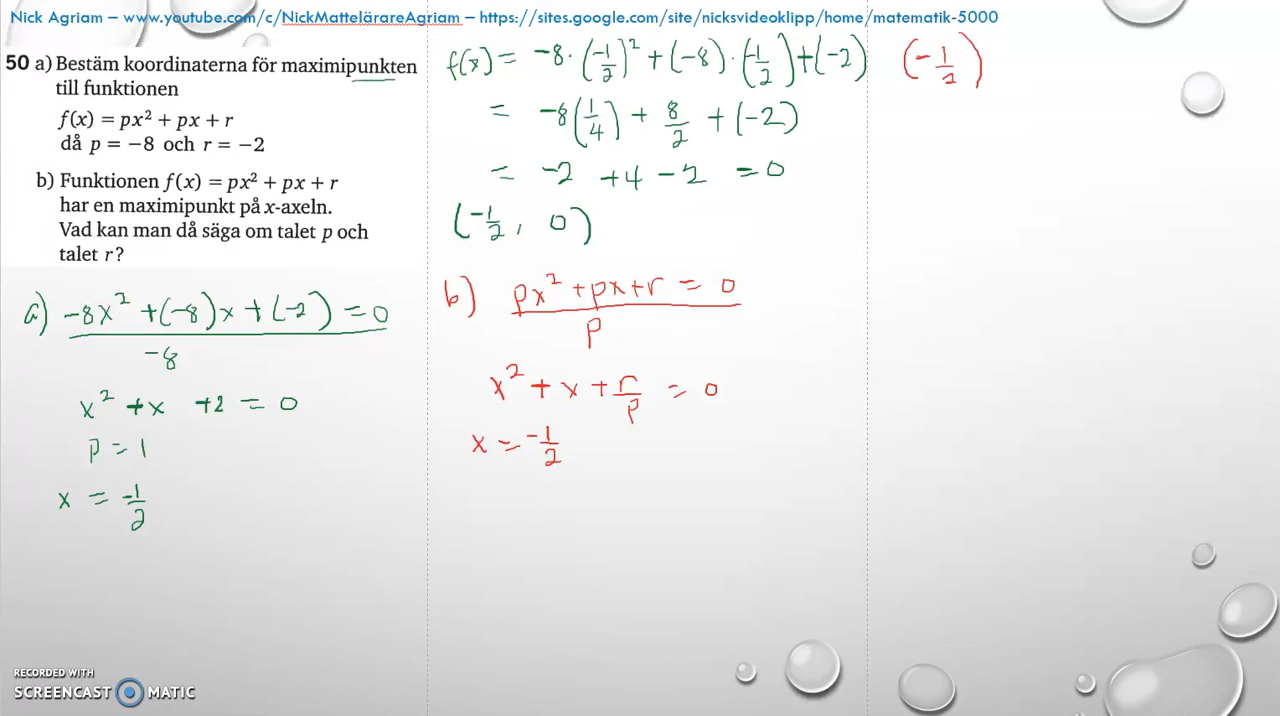 Nick Agriam – www.youtube.com/c/NickMattelärareAgriam – https://sites.google.com/site/nicksvideoklipp/home/matematik-5000
50 a) Bestäm koordinaterna för maximipunkten
till funktionen
f(x) = px² + px + r
då p = −8 och r = −2
b) Funktionen f(x) = px² + px + r
har en maximipunkt på x-axeln.
Vad kan man då säga om talet p och
talet r?
a) -8x² +(-8)x + (-2) = 0
-8
x² +x +2 = 0
p = 1
x = -1/2
f(x) = -8·(-1/2)² + (-8)·(-1/2) + (-2)
= -8(1/4) + 8/2 + (-2)
= -2 +4 -2 = 0
(-1/2, 0)
b) px² + px + r = 0
p
x² + x + r/p = 0
x = -1/2
(-1/2)
RECORDED WITH
SCREENCAST MATIC